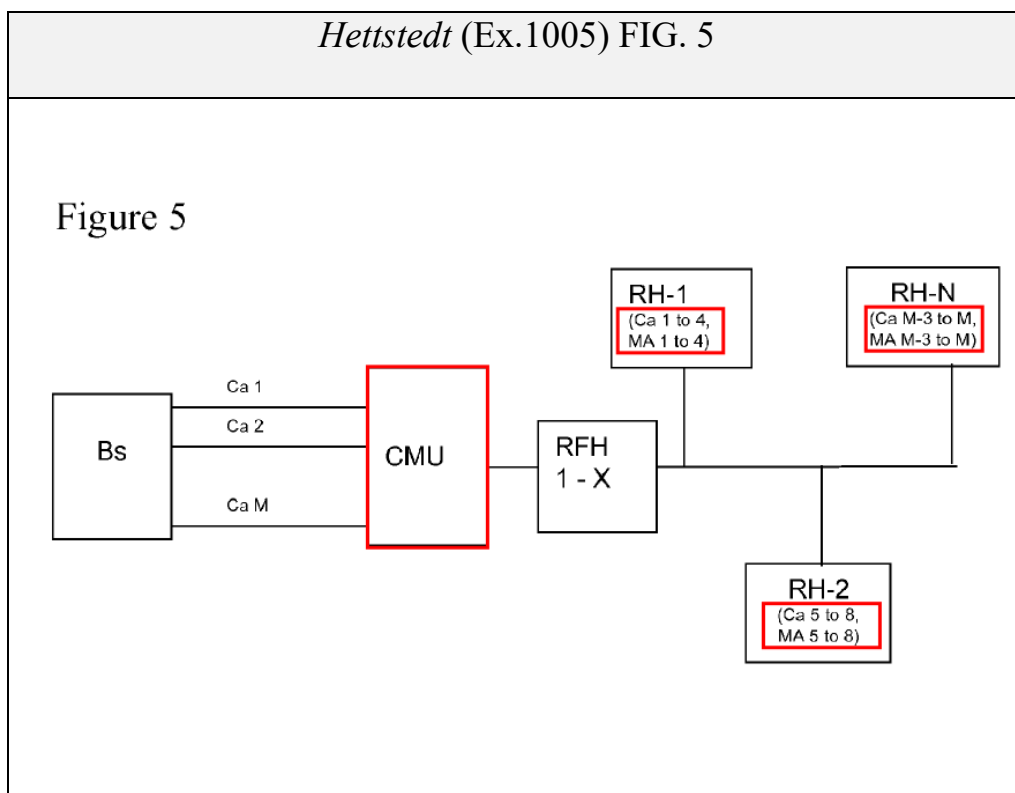 Hettstedt (Ex.1005) FIG. 5
Figure 5
RH-1
(Ca 1 to 4,
MA 1 to 4)
RH-N
(Ca M-3 to M,
MA M-3 to M)
Bs
Ca 1
Ca 2
Ca M
CMU
RFH
1 - X
RH-2
(Ca 5 to 8,
MA 5 to 8)